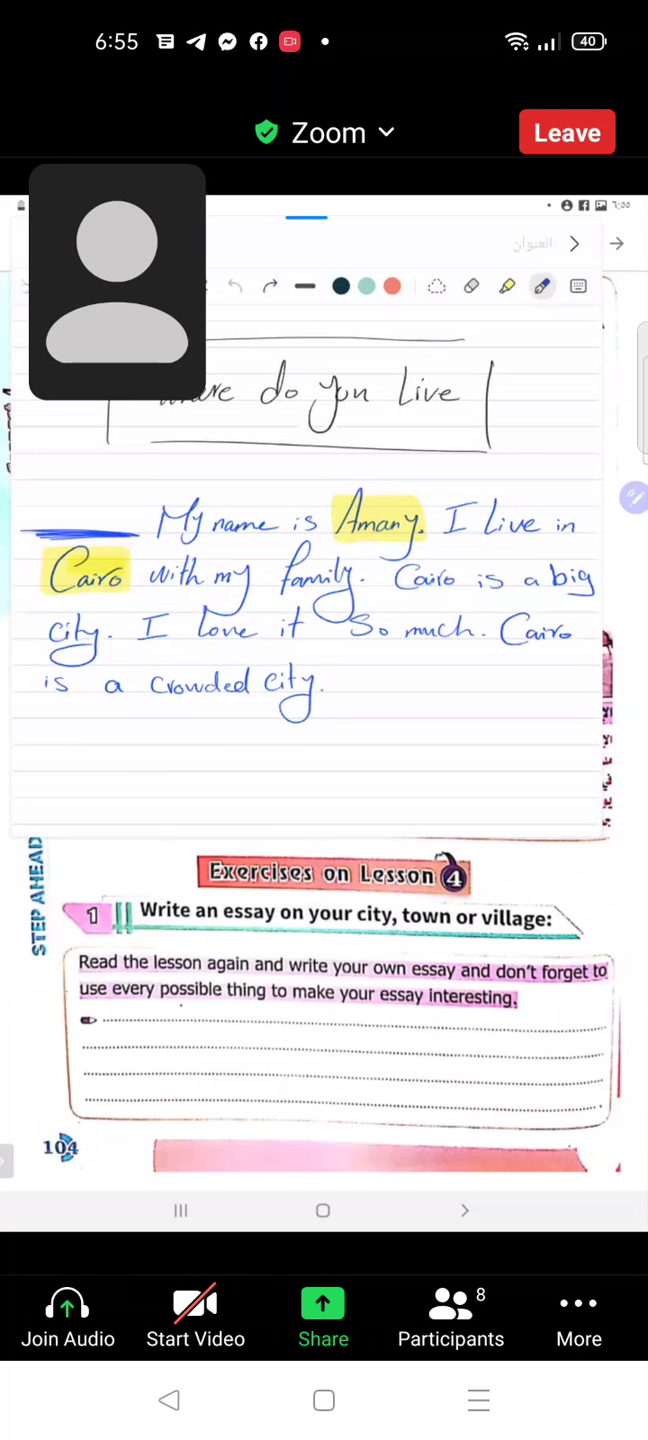 6:55
40
Zoom
Leave
٦:٥٥
العنوان
do you Live
My name is Amany. I Live in
Cairo with my family. Cairo is a big
city. I love it So much. Cairo
is a crowded city.
STEP AHEAD
Exercises on Lesson 4
1 Write an essay on your city, town or village:
Read the lesson again and write your own essay and don't forget to
use every possible thing to make your essay interesting.
104
Join Audio
Start Video
Share
Participants 8
More